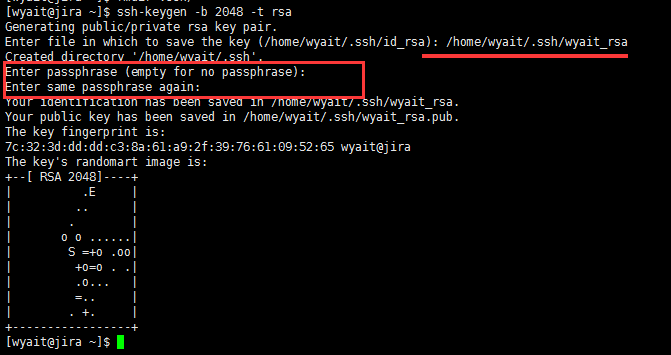 [wyait@jira ~]$ ssh-keygen -b 2048 -t rsa
Generating public/private rsa key pair.
Enter file in which to save the key (/home/wyait/.ssh/id_rsa): /home/wyait/.ssh/wyait_rsa
Created directory '/home/wyait/.ssh'.
Enter passphrase (empty for no passphrase):
Enter same passphrase again:
Your identification has been saved in /home/wyait/.ssh/wyait_rsa.
Your public key has been saved in /home/wyait/.ssh/wyait_rsa.pub.
The key fingerprint is:
7c:32:3d:dd:dd:c3:8a:61:a9:2f:39:76:61:09:52:65 wyait@jira
The key's randomart image is:
+--[ RSA 2048]----+
|          .E     |
|         ..      |
|        .        |
|       o o ......|
|        S =+o .oo|
|         +o=o . .|
|         .o...   |
|         =..     |
|        . +.     |
+-----------------+
[wyait@jira ~]$